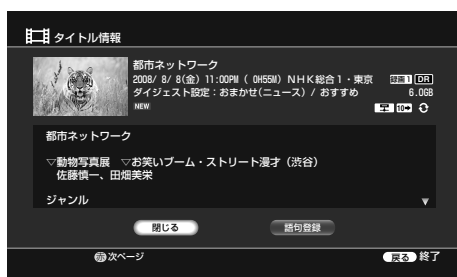 タイトル情報
都市ネットワーク
2008/ 8/ 8(金) 11:00PM ( 0H55M) NHK総合1・東京 録画1 DR
ダイジェスト設定：おまかせ(ニュース) / おすすめ 6.0GB
NEW 10➡
都市ネットワーク
▽動物写真展 ▽お笑いブーム・ストリート漫才（渋谷）
佐藤慎一、田畑美栄
ジャンル ▼
閉じる 語句登録
次ページ 戻る 終了